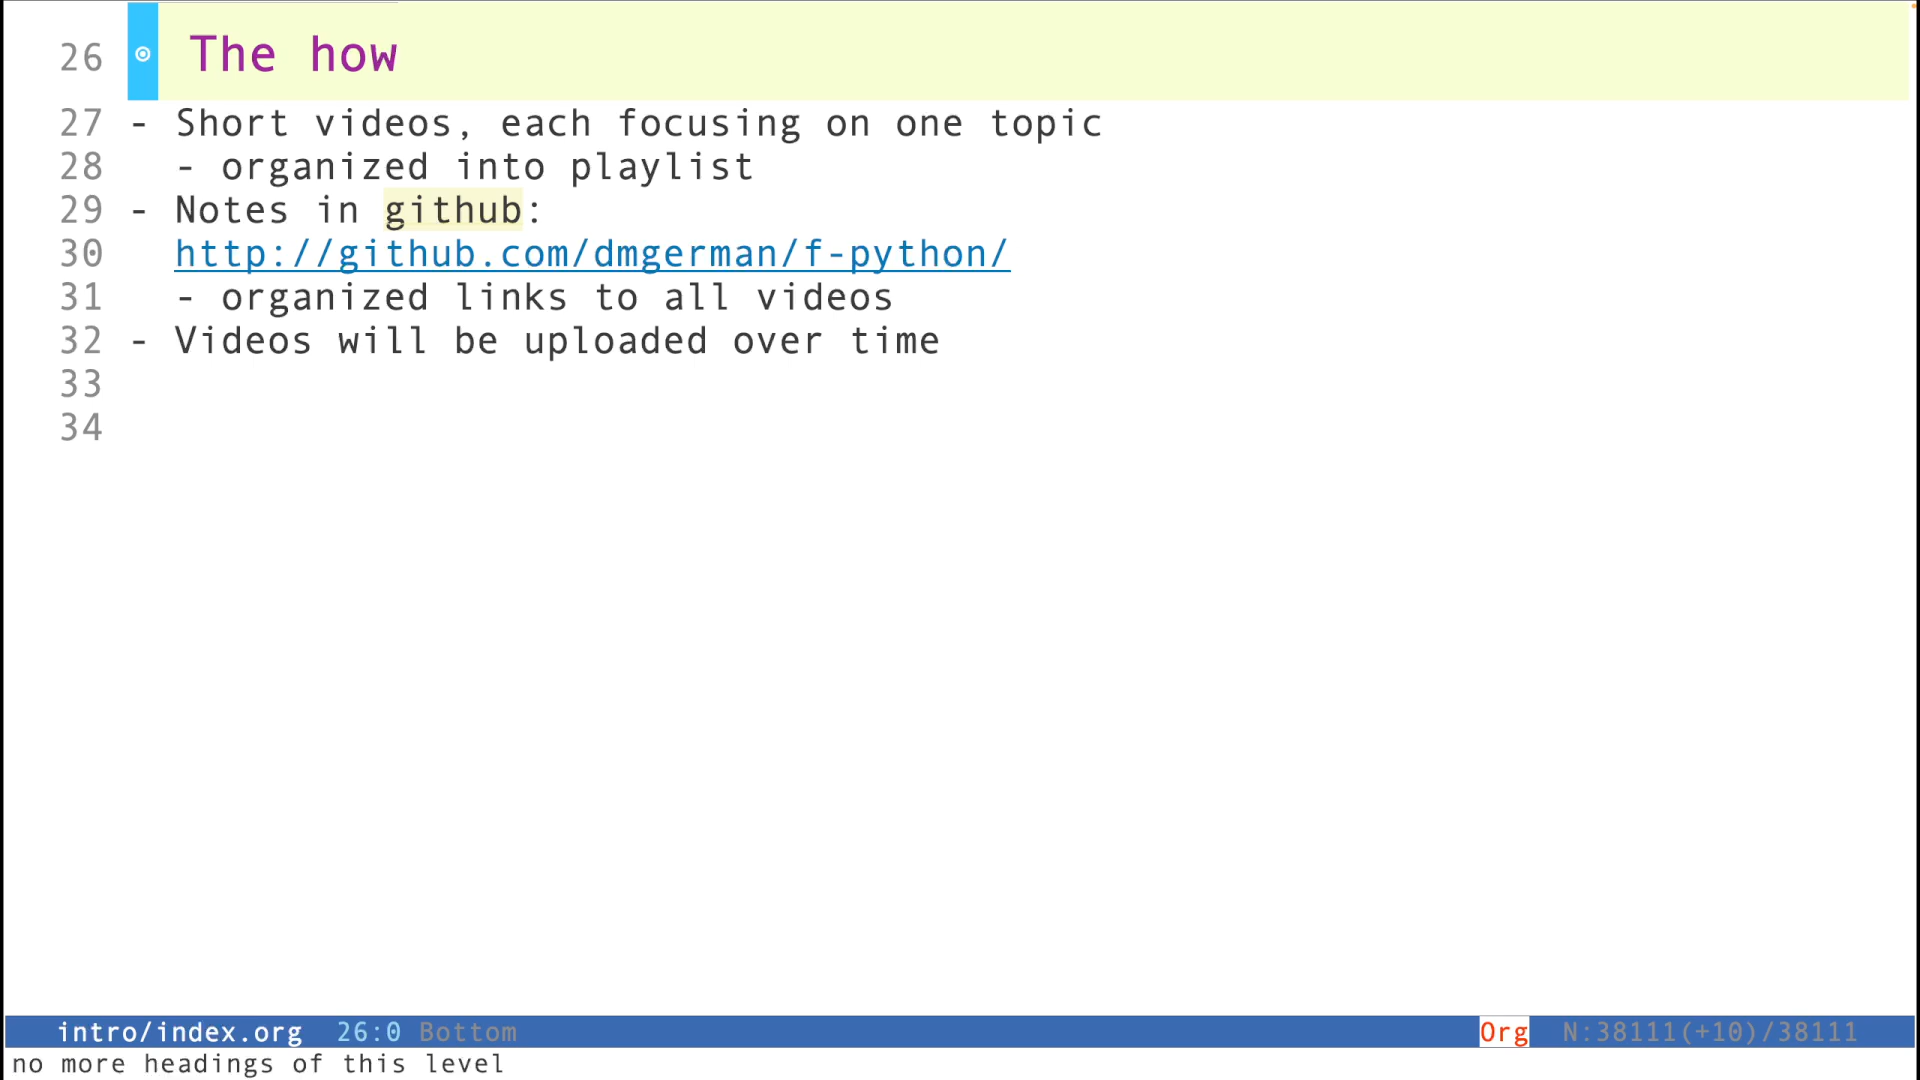 26 The how
27 - Short videos, each focusing on one topic
28 - organized into playlist
29 - Notes in github:
30 http://github.com/dmgerman/f-python/
31 - organized links to all videos
32 - Videos will be uploaded over time
33
34
intro/index.org 26:0 Bottom Org N:38111(+10)/38111
no more headings of this level